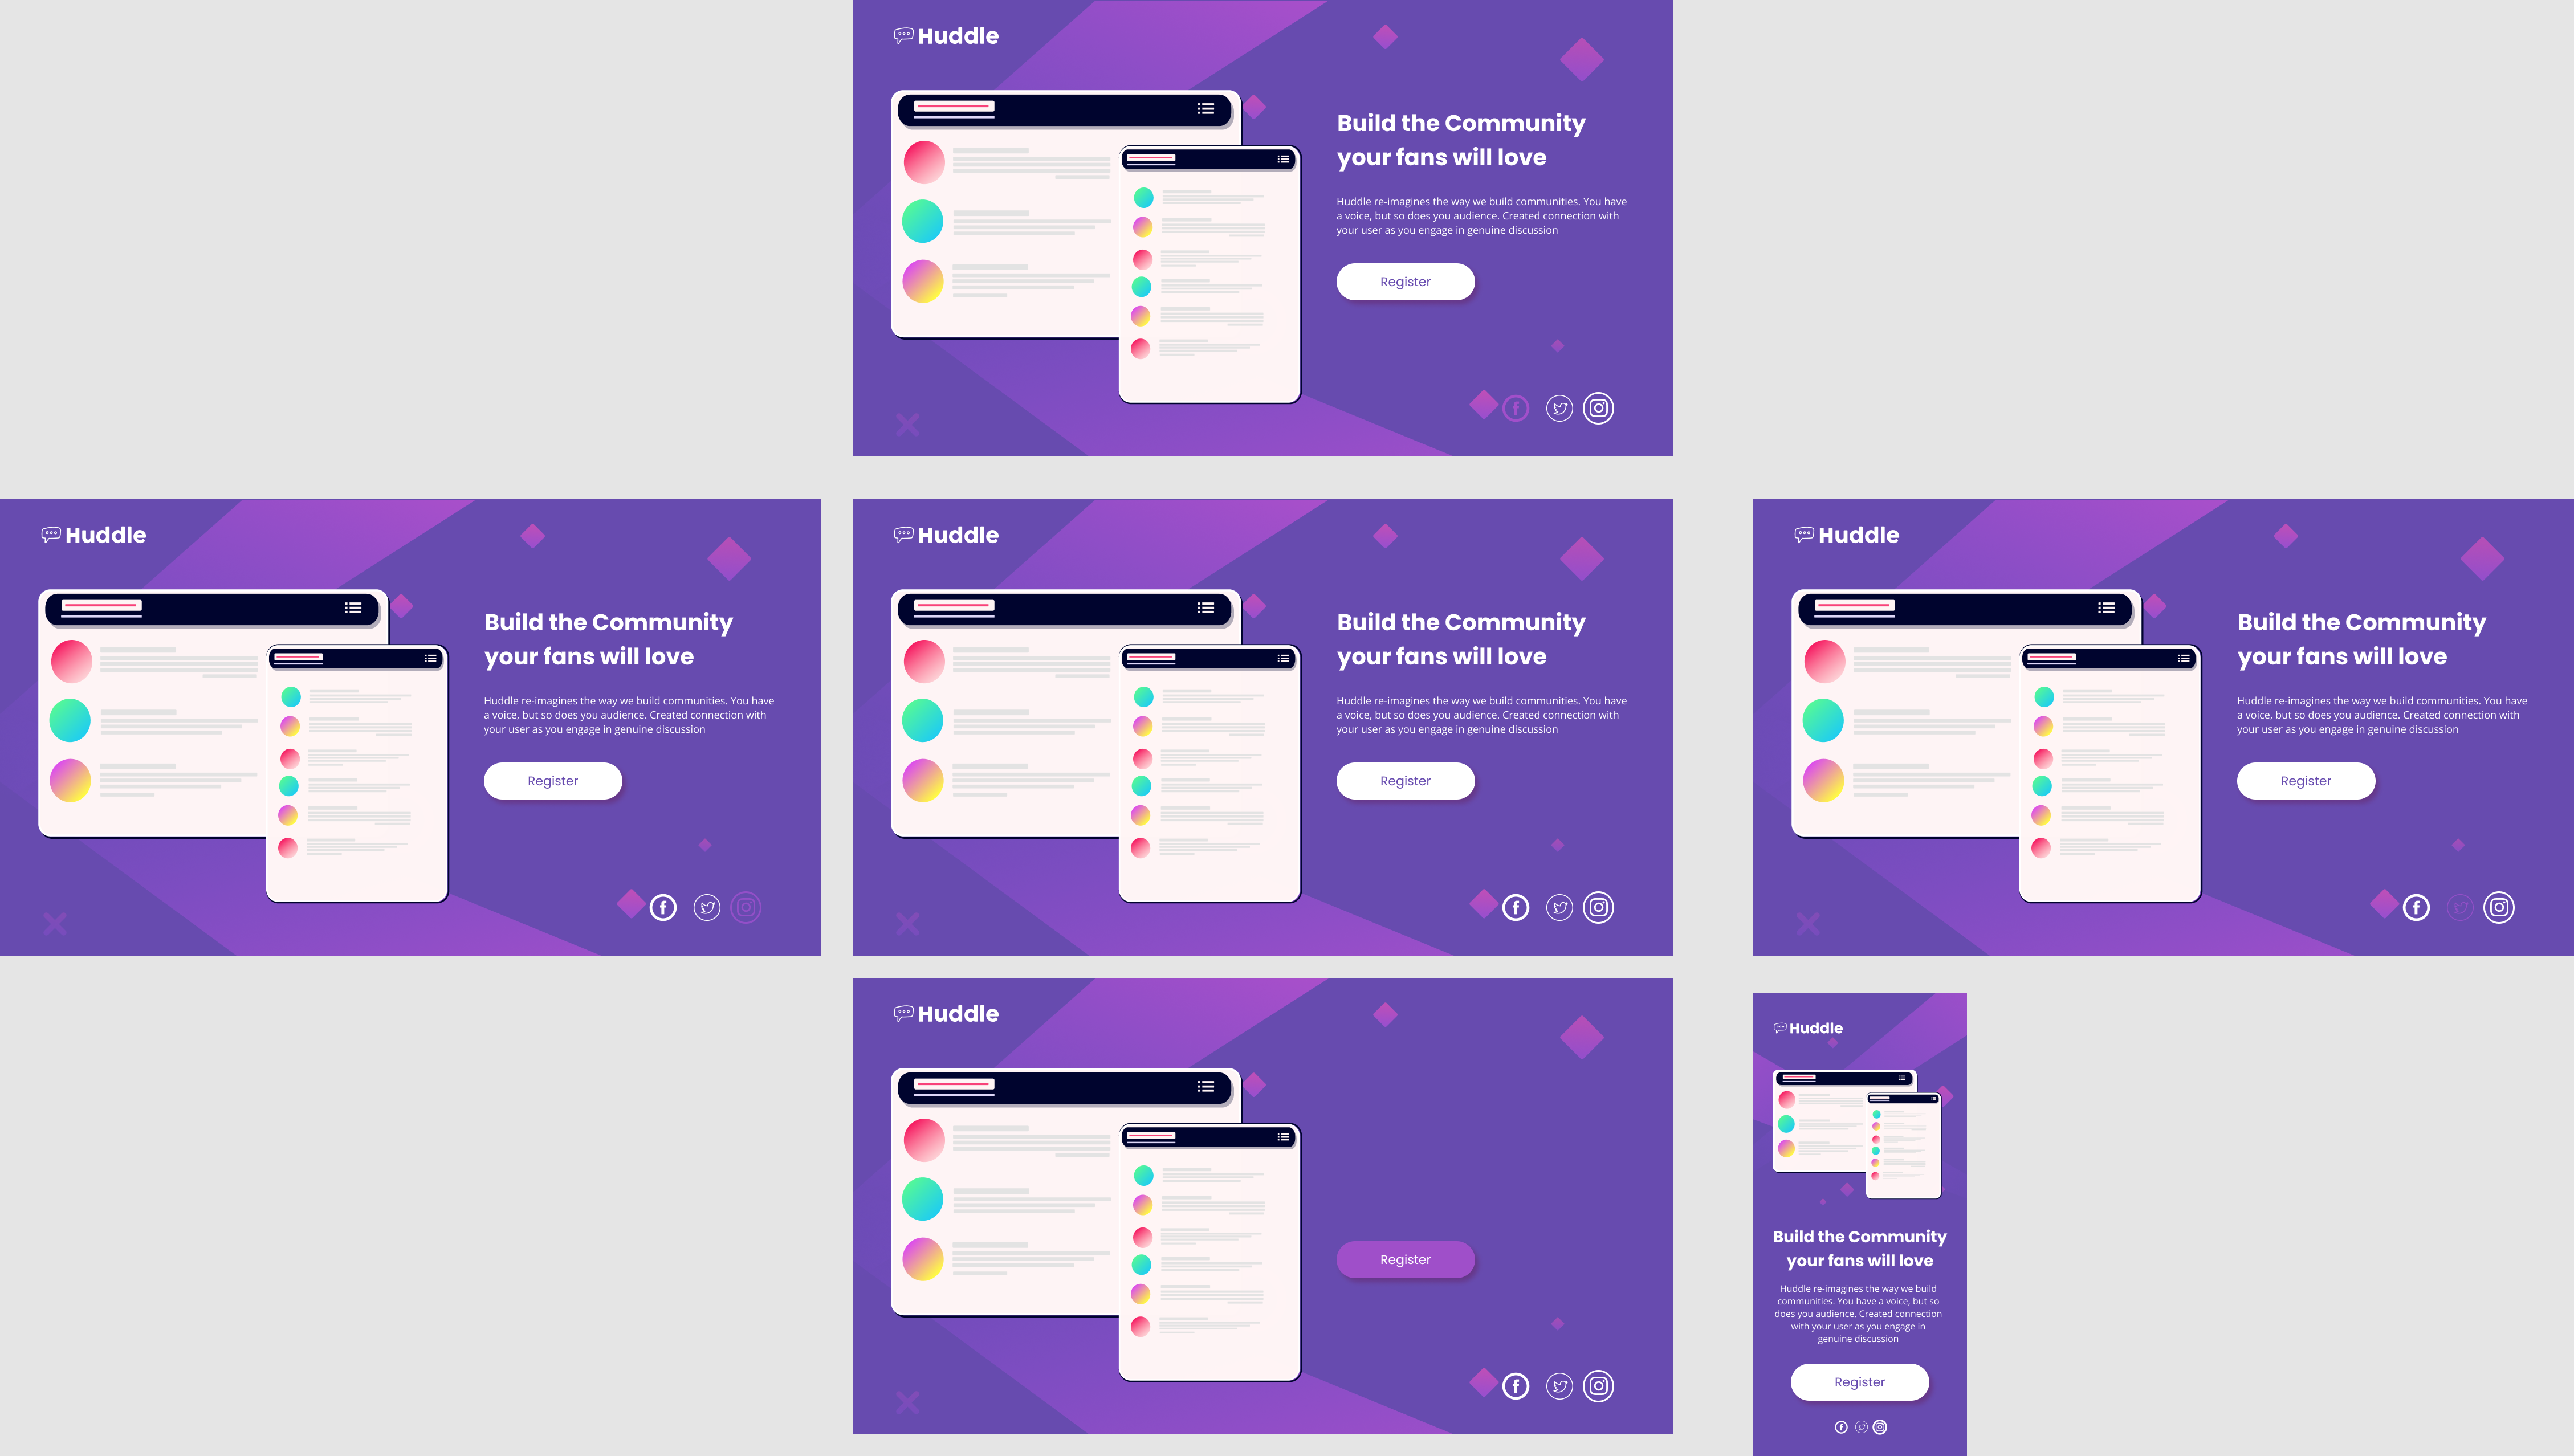 Huddle
Build the Community
your fans will love
Huddle re-imagines the way we build communities. You have
a voice, but so does you audience. Created connection with
your user as you engage in genuine discussion
Register
Huddle
Build the Community
your fans will love
Huddle re-imagines the way we build communities. You have
a voice, but so does you audience. Created connection with
your user as you engage in genuine discussion
Register
Huddle
Build the Community
your fans will love
Huddle re-imagines the way we build communities. You have
a voice, but so does you audience. Created connection with
your user as you engage in genuine discussion
Register
Huddle
Build the Community
your fans will love
Huddle re-imagines the way we build communities. You have
a voice, but so does you audience. Created connection with
your user as you engage in genuine discussion
Register
Huddle
Register
Huddle
Build the Community
your fans will love
Huddle re-imagines the way we build
communities. You have a voice, but so
does you audience. Created connection
with your user as you engage in
genuine discussion
Register